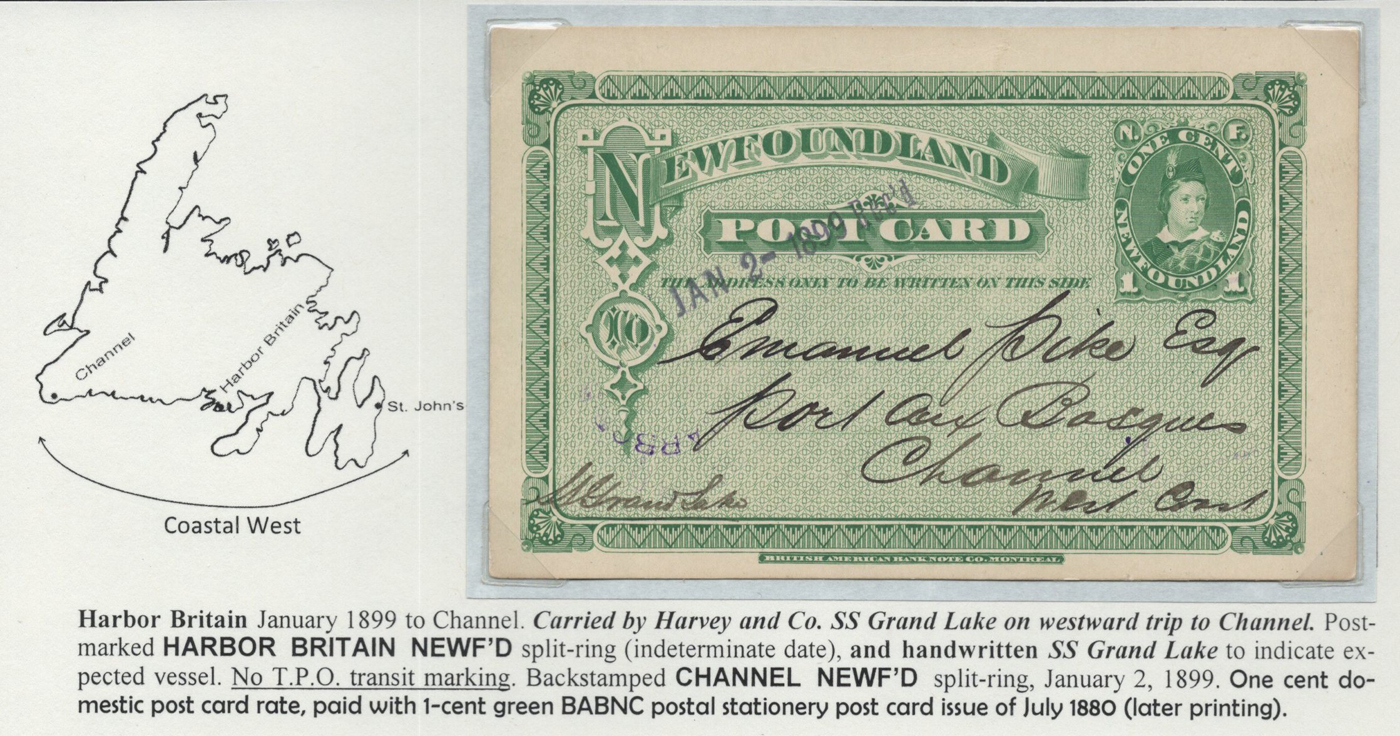 Channel
Harbor Britain
St. John's
Coastal West
NEWFOUNDLAND
POST CARD
THE ADDRESS ONLY TO BE WRITTEN ON THIS SIDE
TO
N. F.
ONE CENT
NEWFOUNDLAND
1 1
JAN 2- 1899 Rec'd
Emanuel Pike Esq
Port aux Basques
Channel
West Coast
SS Grand Lake
BRITISH AMERICAN BANK NOTE CO. MONTREAL
Harbor Britain January 1899 to Channel. Carried by Harvey and Co. SS Grand Lake on westward trip to Channel. Post-
marked HARBOR BRITAIN NEWF'D split-ring (indeterminate date), and handwritten SS Grand Lake to indicate ex-
pected vessel. No T.P.O. transit marking. Backstamped CHANNEL NEWF'D split-ring, January 2, 1899. One cent do-
mestic post card rate, paid with 1-cent green BABNC postal stationery post card issue of July 1880 (later printing).